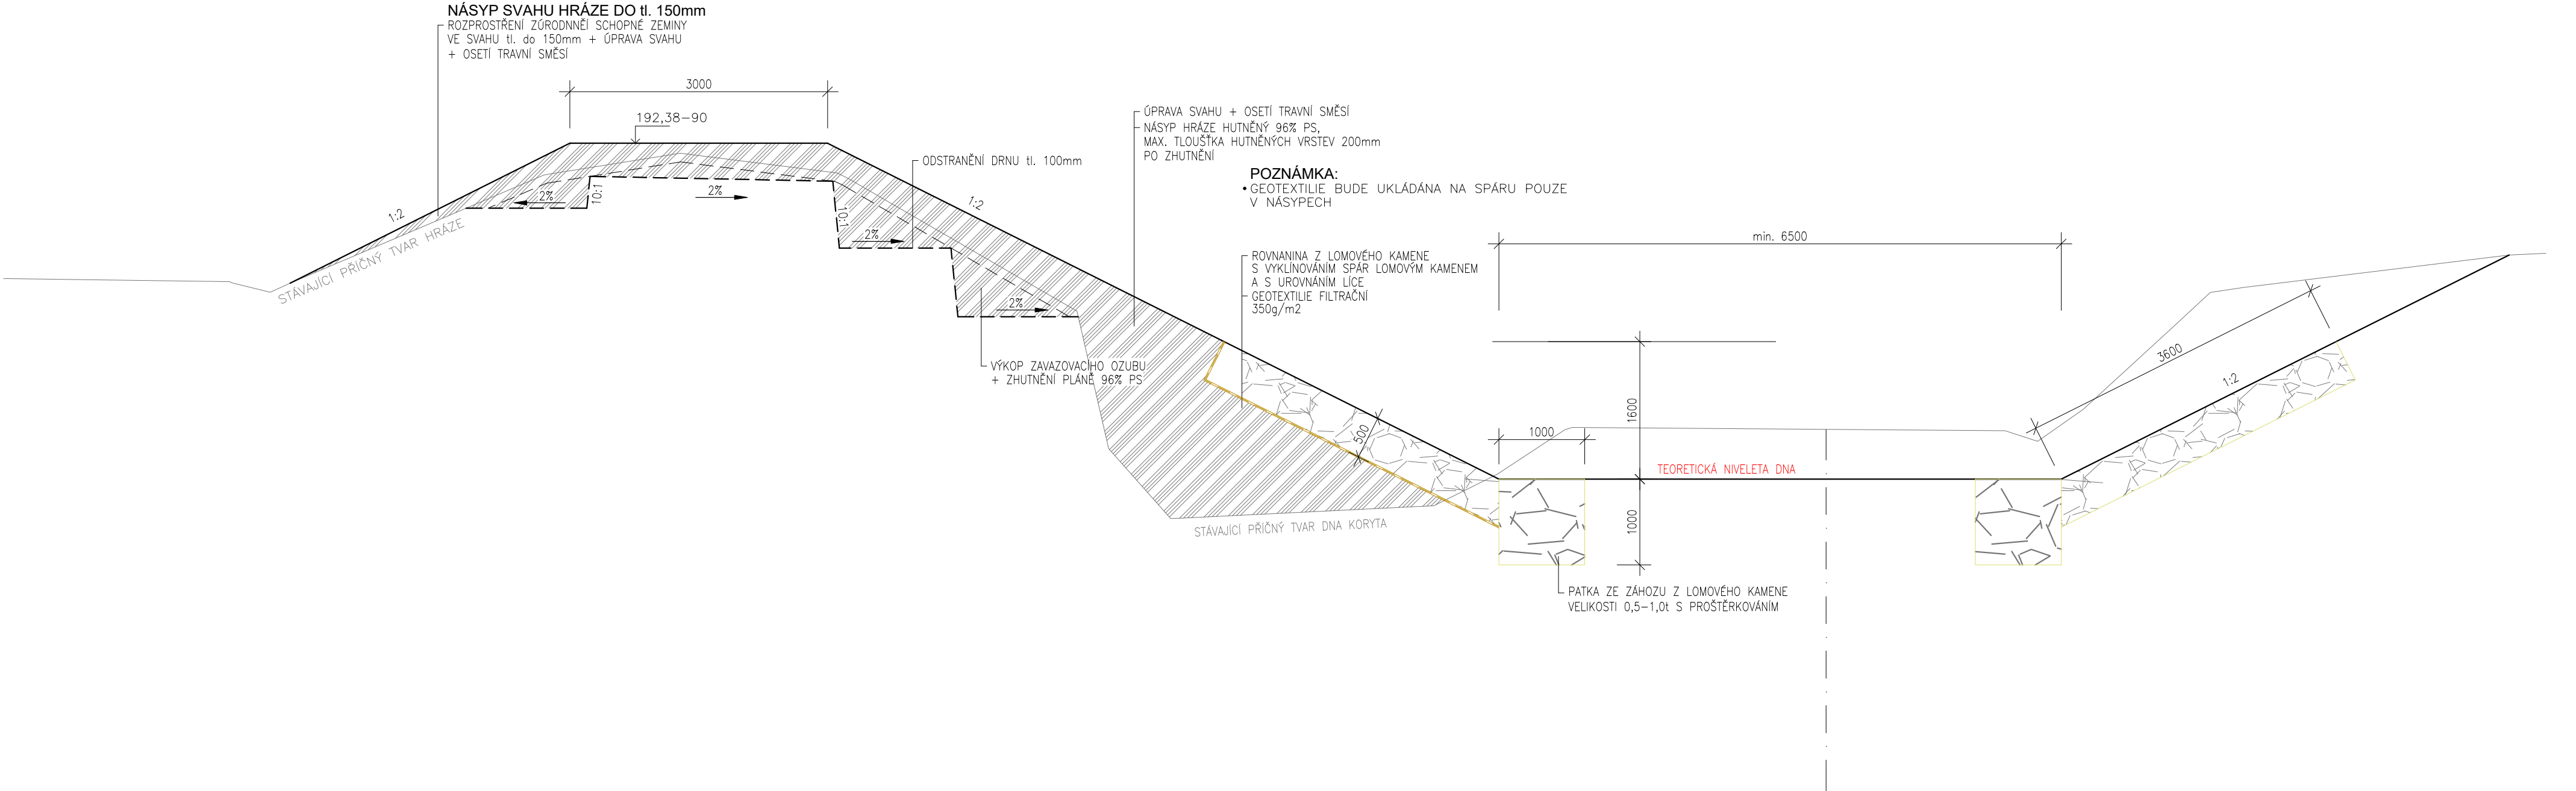 NÁSYP SVAHU HRÁZE DO tl. 150mm
ROZPROSTŘENÍ ZÚRODNNĚÍ SCHOPNÉ ZEMINY
VE SVAHU tl. do 150mm + ÚPRAVA SVAHU
+ OSETÍ TRAVNÍ SMĚSÍ
3000
192,38-90
ÚPRAVA SVAHU + OSETÍ TRAVNÍ SMĚSÍ
NÁSYP HRÁZE HUTNĚNÝ 96% PS,
MAX. TLOUŠŤKA HUTNĚNÝCH VRSTEV 200mm
PO ZHUTNĚNÍ
ODSTRANĚNÍ DRNU tl. 100mm
POZNÁMKA:
• GEOTEXTILIE BUDE UKLÁDÁNA NA SPÁRU POUZE
V NÁSYPECH
1:2
2%
10:1
2%
10:1
2%
1:2
STÁVAJÍCÍ PŘÍČNÝ TVAR HRÁZE
min. 6500
ROVNANINA Z LOMOVÉHO KAMENE
S VYKLÍNOVÁNÍM SPÁR LOMOVÝM KAMENEM
A S UROVNÁNÍM LÍCE
GEOTEXTILIE FILTRAČNÍ
350g/m2
2%
VÝKOP ZAVAZOVACÍHO OZUBU
+ ZHUTNĚNÍ PLÁNĚ 96% PS
3600
1:2
1600
500
1000
TEORETICKÁ NIVELETA DNA
1000
STÁVAJÍCÍ PŘÍČNÝ TVAR DNA KORYTA
PATKA ZE ZÁHOZU Z LOMOVÉHO KAMENE
VELIKOSTI 0,5-1,0t S PROŠTĚRKOVÁNÍM